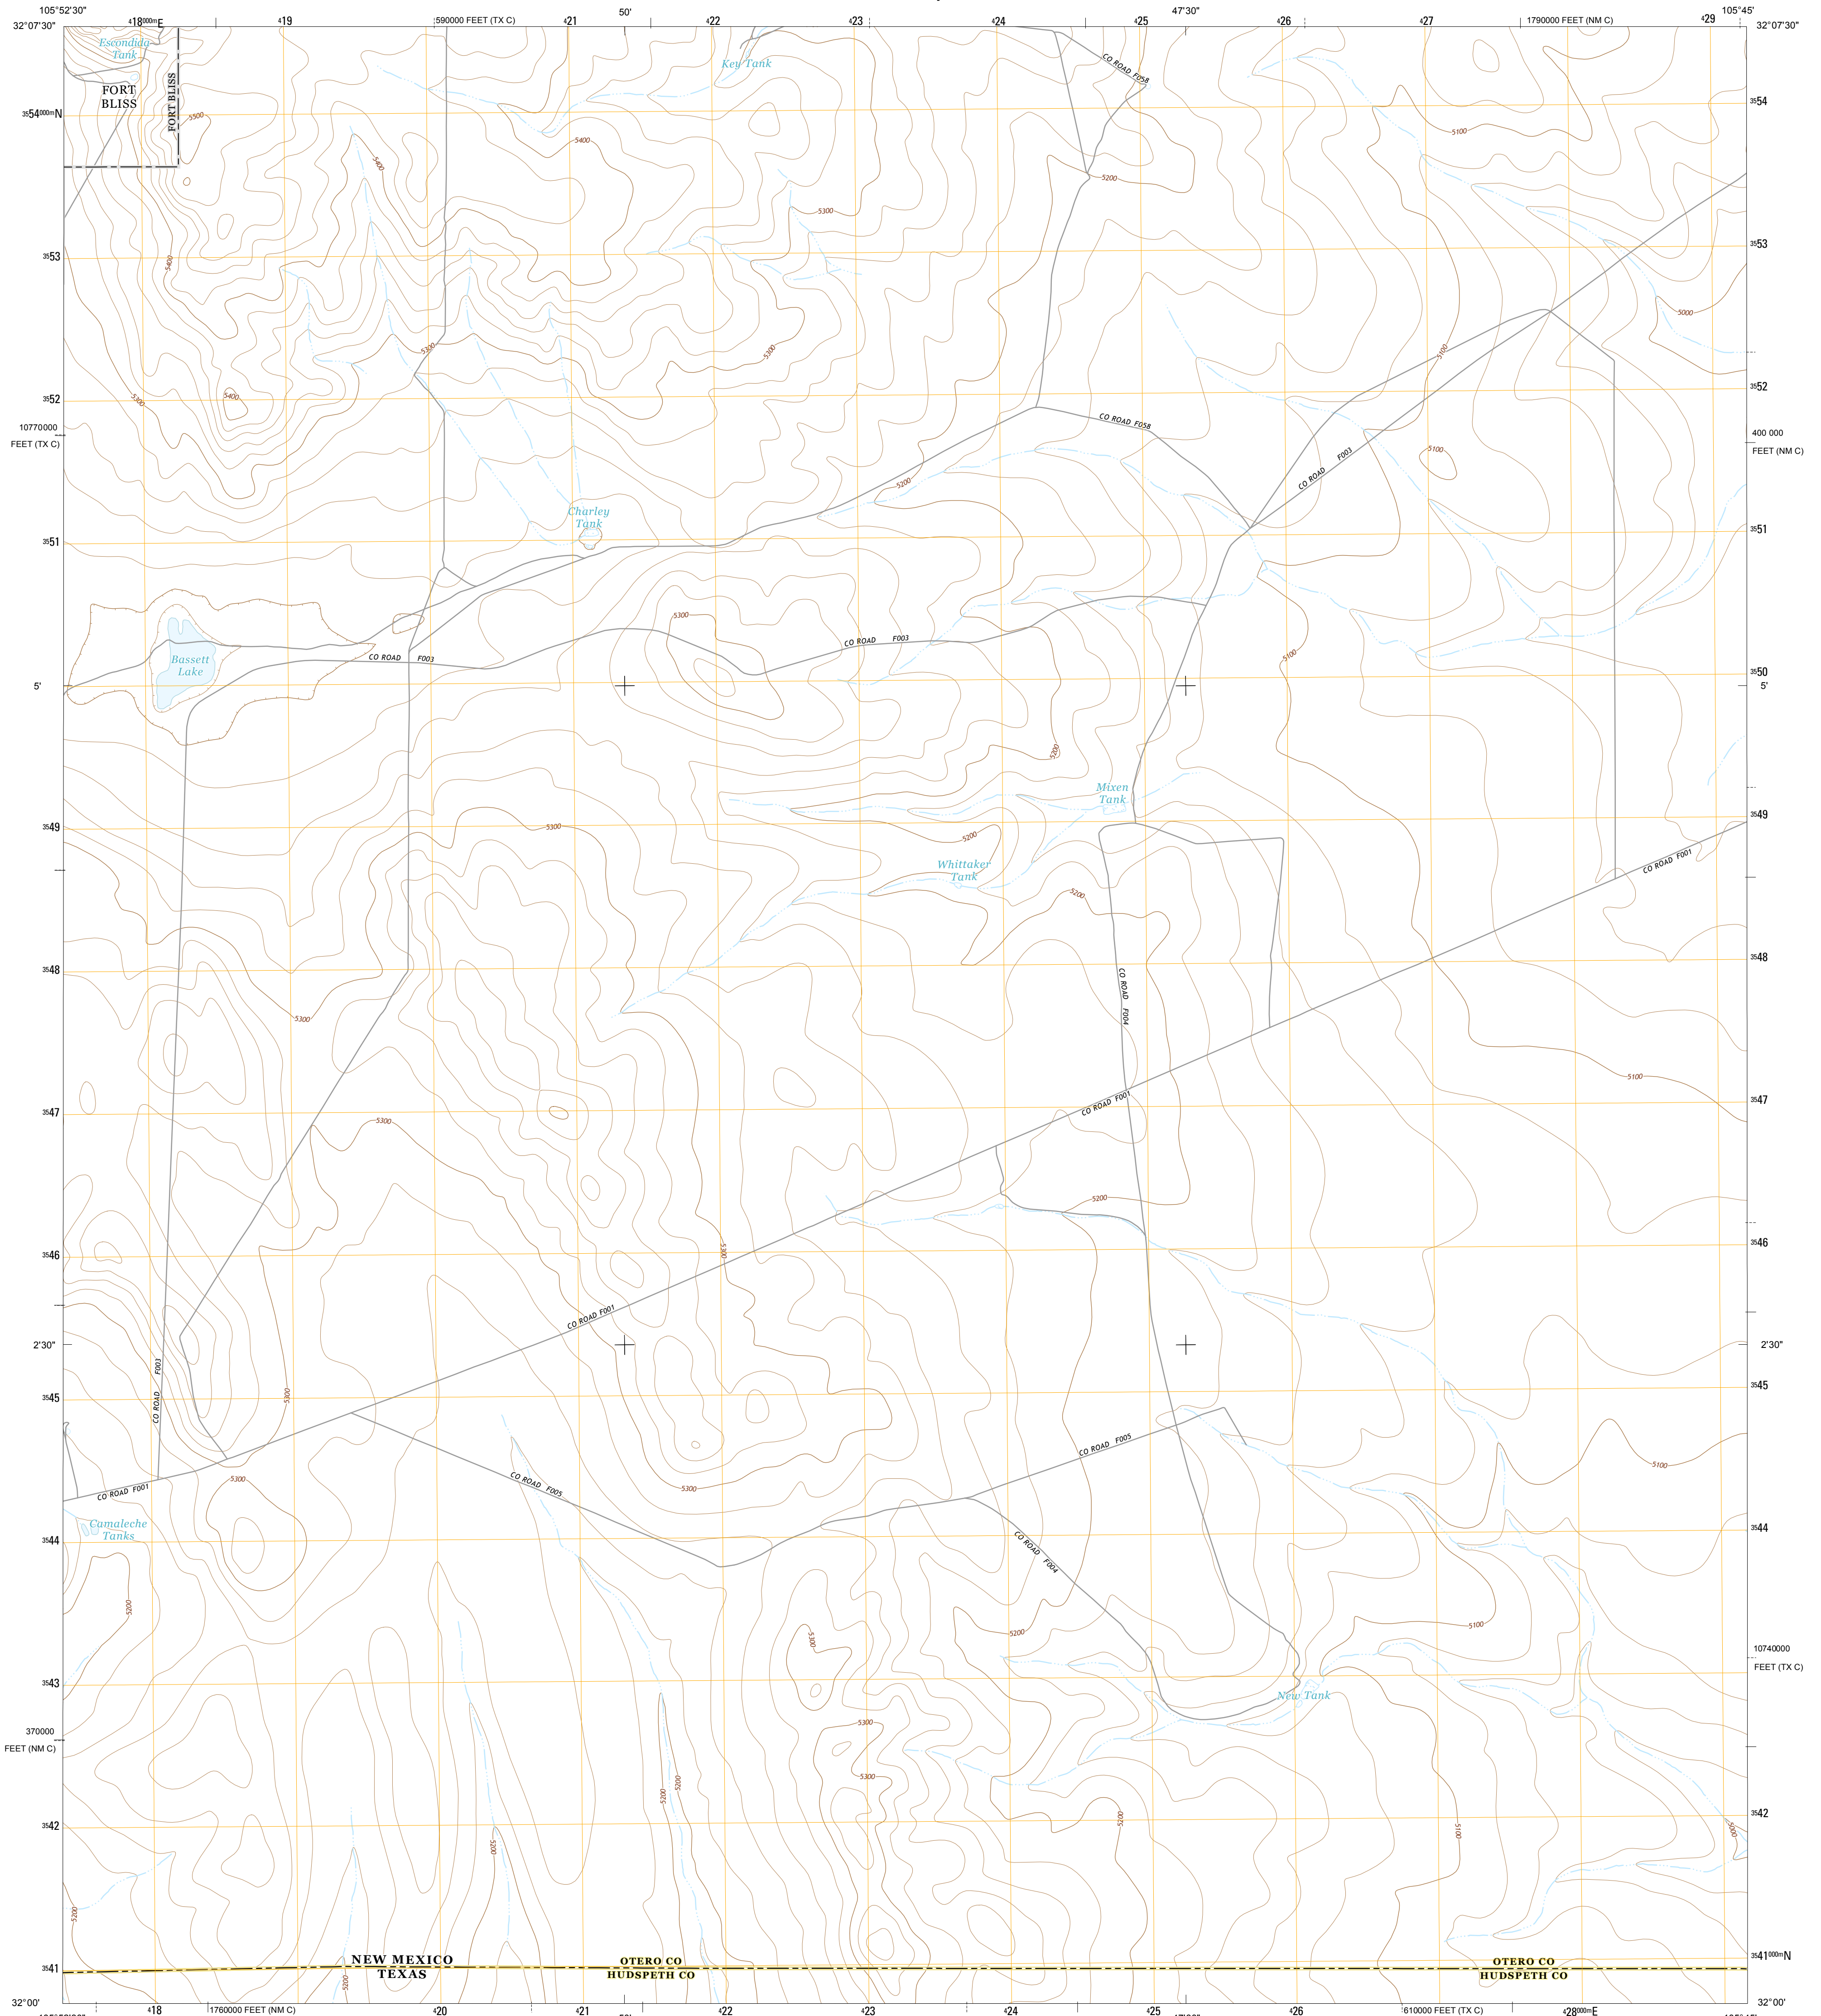 105°52'30"
418000mE
419
590000 FEET (TX C)
421
50'
422
423
424
425
47'30"
426
427
1790000 FEET (NM C)
429
105°45'
32°07'30"
32°07'30"
Escondida
Tank
Key Tank
CO ROAD F058
FORT
BLISS
FORT BLISS
3554000mN
3554
5500
5400
5400
5100
5200
5300
3553
3553
5400
5000
5300
5300
5100
3552
3552
5300
5400
10770000
FEET (TX C)
CO ROAD F058
400 000
FEET (NM C)
5100
CO ROAD F003
5200
Charley
Tank
3551
3551
5300
CO ROAD F003
Bassett
Lake
CO ROAD F003
5100
3550
5'
5'
5200
Mixen
Tank
3549
3549
5300
5200
Whittaker
Tank
CO ROAD F001
5200
3548
3548
CO ROAD F004
5300
5100
3547
3547
CO ROAD F001
5300
5200
3546
3546
5300
CO ROAD F001
2'30"
2'30"
CO ROAD F003
5300
3545
3545
CO ROAD F005
5100
5300
CO ROAD F005
5300
CO ROAD F001
Camaleche
Tanks
3544
3544
CO ROAD F004
5200
5100
5200
5300
10740000
FEET (TX C)
3543
New Tank
370000
FEET (NM C)
5300
5300
5200
5200
3542
3542
5200
5200
5100
5000
5200
NEW MEXICO
TEXAS
OTERO CO
HUDSPETH CO
OTERO CO
HUDSPETH CO
3541000mN
3541
5200
32°00'
32°00'
418
1760000 FEET (NM C)
420
421
422
423
424
425
426
610000 FEET (TX C)
428000mE